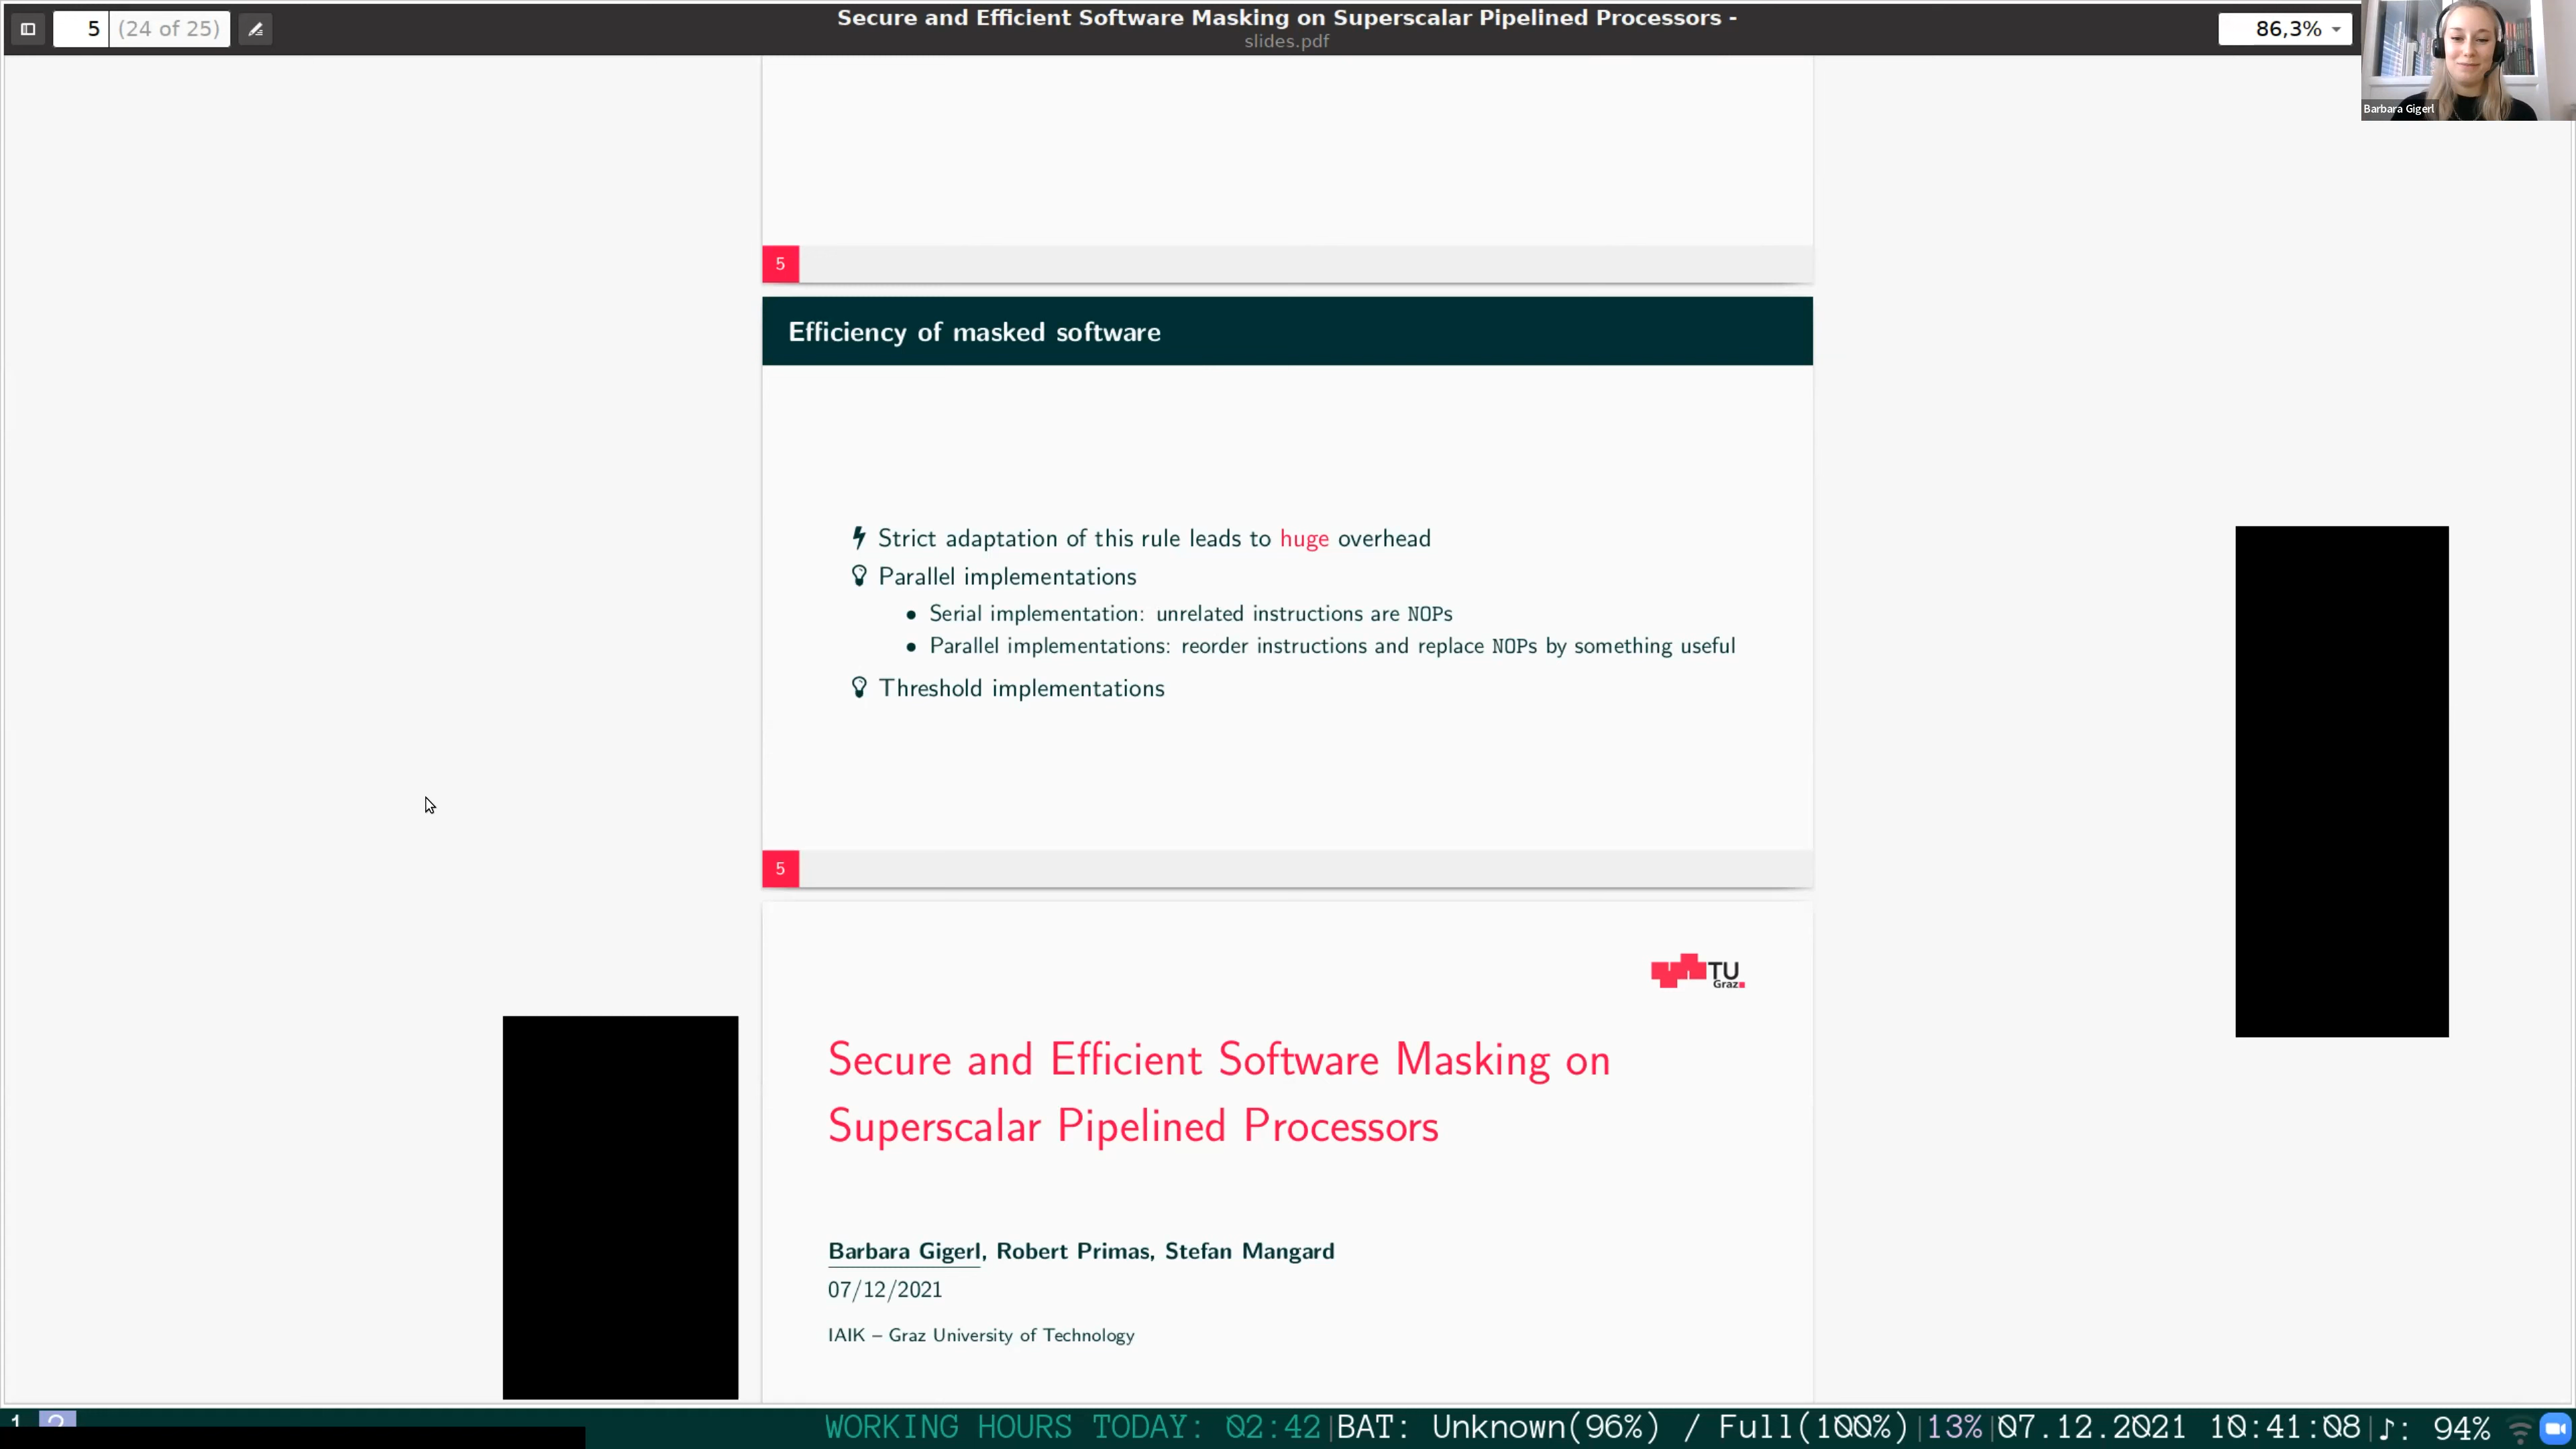 5 (24 of 25)
Secure and Efficient Software Masking on Superscalar Pipelined Processors -
slides.pdf
86,3%
Barbara Gigerl
5
Efficiency of masked software
Strict adaptation of this rule leads to huge overhead
Parallel implementations
• Serial implementation: unrelated instructions are NOPs
• Parallel implementations: reorder instructions and replace NOPs by something useful
Threshold implementations
5
TU
Graz
Secure and Efficient Software Masking on
Superscalar Pipelined Processors
Barbara Gigerl, Robert Primas, Stefan Mangard
07/12/2021
IAIK – Graz University of Technology
1 2
WORKING HOURS TODAY: 02:42|BAT: Unknown(96%) / Full(100%)|13%|07.12.2021 10:41:08|♪: 94%